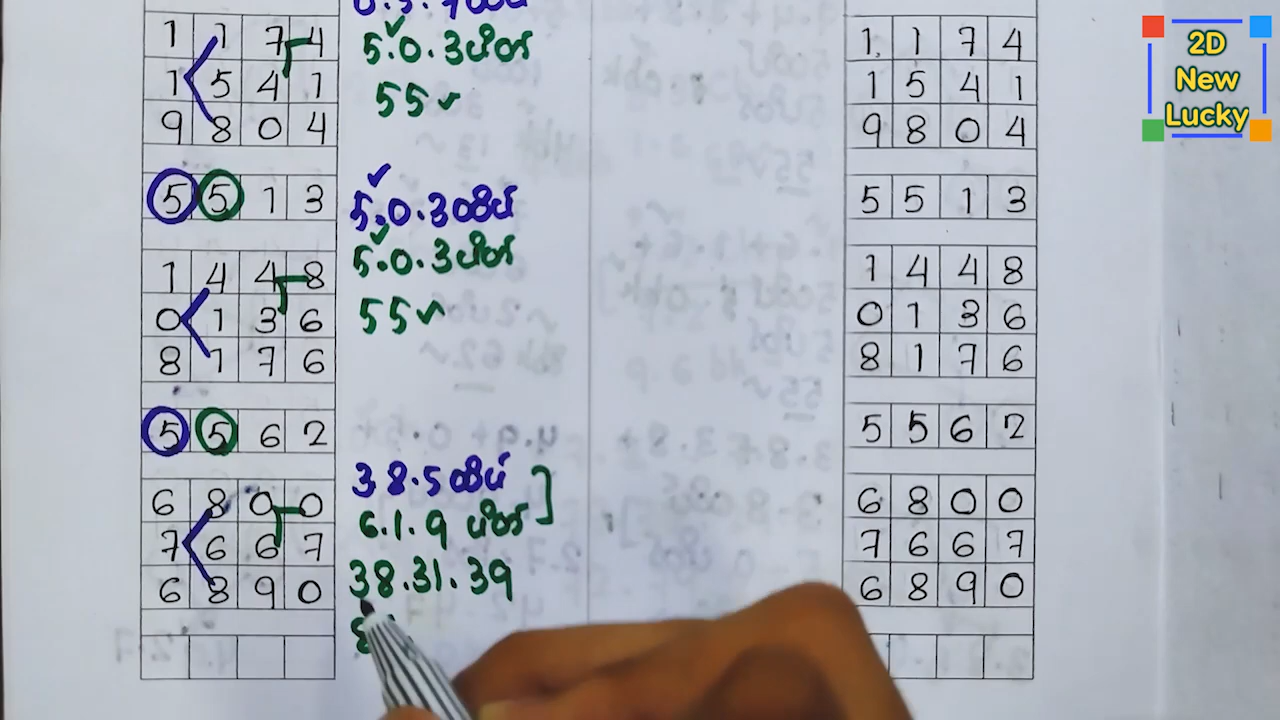 1 1 7 4
5.0.3 ပိတ်
1 5 4 1
55 ✓
9 8 0 4
5 5 1 3
5.0.3 ထိပ်
5.0.3 ပိတ်
1 4 4 8
0 1 3 6
55 ✓
8 1 7 6
5 5 6 2
38.5 ထိပ်
6 8 0 0
6.1.9 ပိတ်
7 6 6 7
38.31.39
6 8 9 0
1 1 7 4
1 5 4 1
9 8 0 4
5 5 1 3
1 4 4 8
0 1 3 6
8 1 7 6
5 5 6 2
6 8 0 0
7 6 6 7
6 8 9 0
2D
New
Lucky